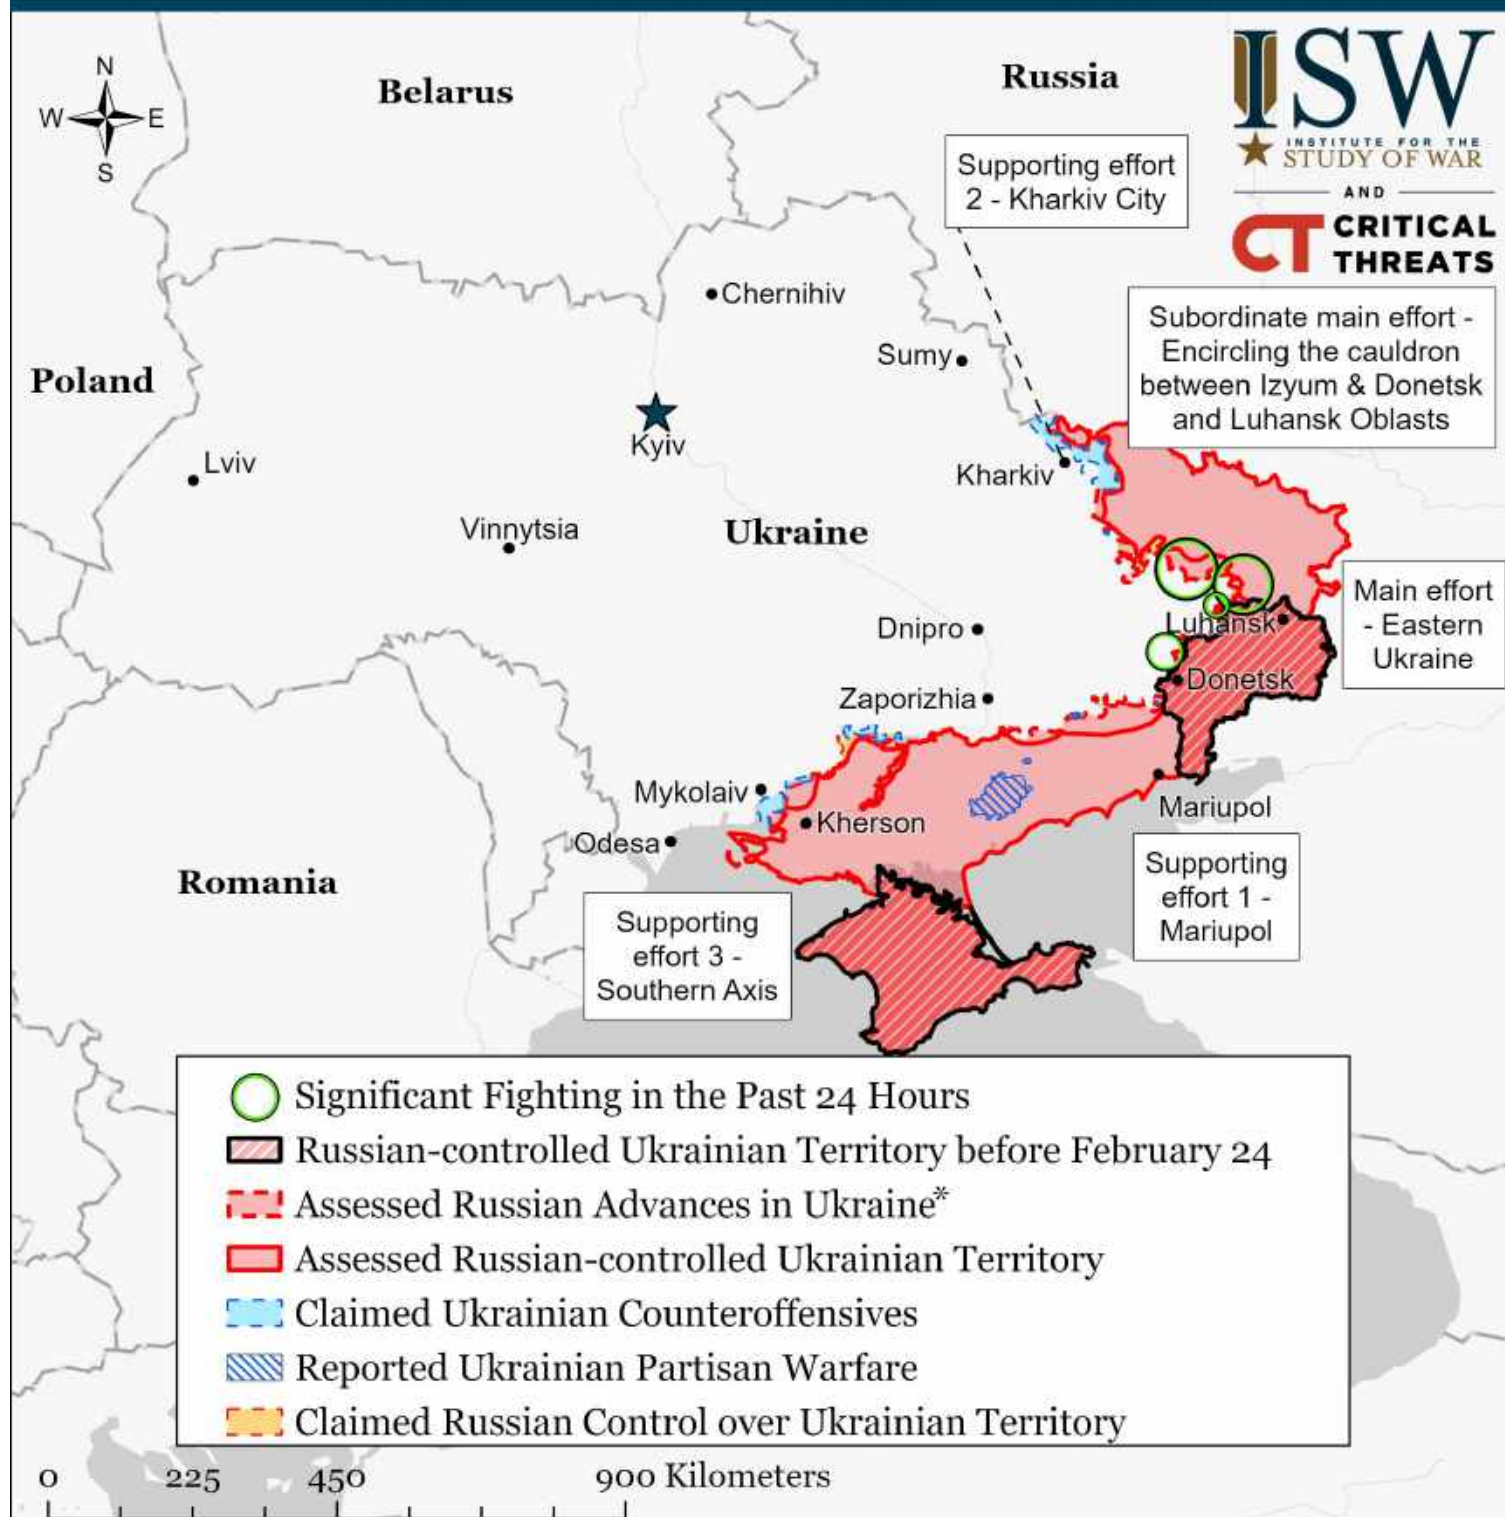 N
W
E
S
Belarus
Russia
ISW
INSTITUTE FOR THE
STUDY OF WAR
AND
CT CRITICAL
THREATS
Supporting effort
2 - Kharkiv City
Chernihiv
Subordinate main effort -
Encircling the cauldron
between Izyum & Donetsk
and Luhansk Oblasts
Sumy
Poland
Kyiv
Lviv
Kharkiv
Vinnytsia
Ukraine
Main effort
- Eastern
Ukraine
Dnipro
Luhansk
Donetsk
Zaporizhia
Mykolaiv
Mariupol
Kherson
Odesa
Romania
Supporting
effort 1 -
Mariupol
Supporting
effort 3 -
Southern Axis
Significant Fighting in the Past 24 Hours
Russian-controlled Ukrainian Territory before February 24
Assessed Russian Advances in Ukraine*
Assessed Russian-controlled Ukrainian Territory
Claimed Ukrainian Counteroffensives
Reported Ukrainian Partisan Warfare
Claimed Russian Control over Ukrainian Territory
0 225 450 900 Kilometers